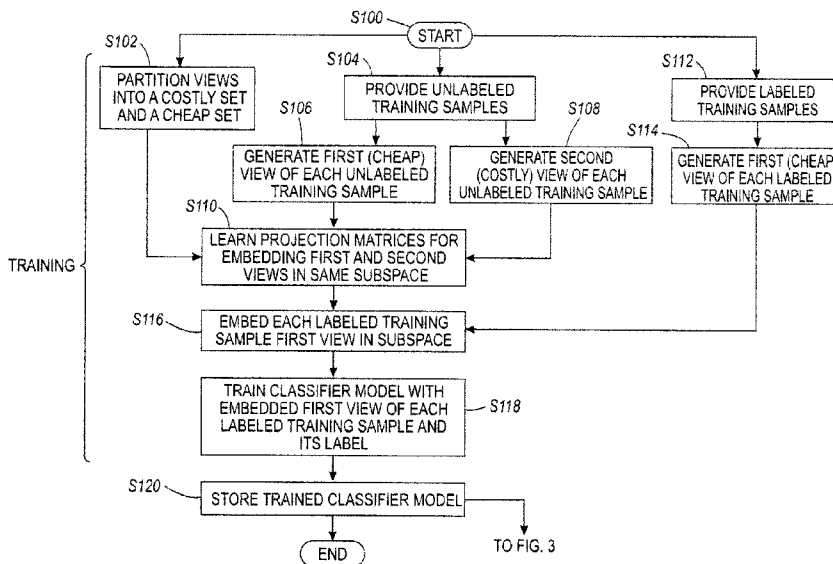 S100
START
S102
PARTITION VIEWS
INTO A COSTLY SET
AND A CHEAP SET
S104
PROVIDE UNLABELED
TRAINING SAMPLES
S112
PROVIDE LABELED
TRAINING SAMPLES
S106
GENERATE FIRST (CHEAP)
VIEW OF EACH UNLABELED
TRAINING SAMPLE
S108
GENERATE SECOND
(COSTLY) VIEW OF EACH
UNLABELED TRAINING SAMPLE
S114
GENERATE FIRST (CHEAP)
VIEW OF EACH LABELED
TRAINING SAMPLE
S110
LEARN PROJECTION MATRICES FOR
EMBEDDING FIRST AND SECOND
VIEWS IN SAME SUBSPACE
TRAINING
S116
EMBED EACH LABELED TRAINING
SAMPLE FIRST VIEW IN SUBSPACE
TRAIN CLASSIFIER MODEL WITH
EMBEDDED FIRST VIEW OF EACH
LABELED TRAINING SAMPLE AND
ITS LABEL
S118
S120
STORE TRAINED CLASSIFIER MODEL
END
TO FIG. 3